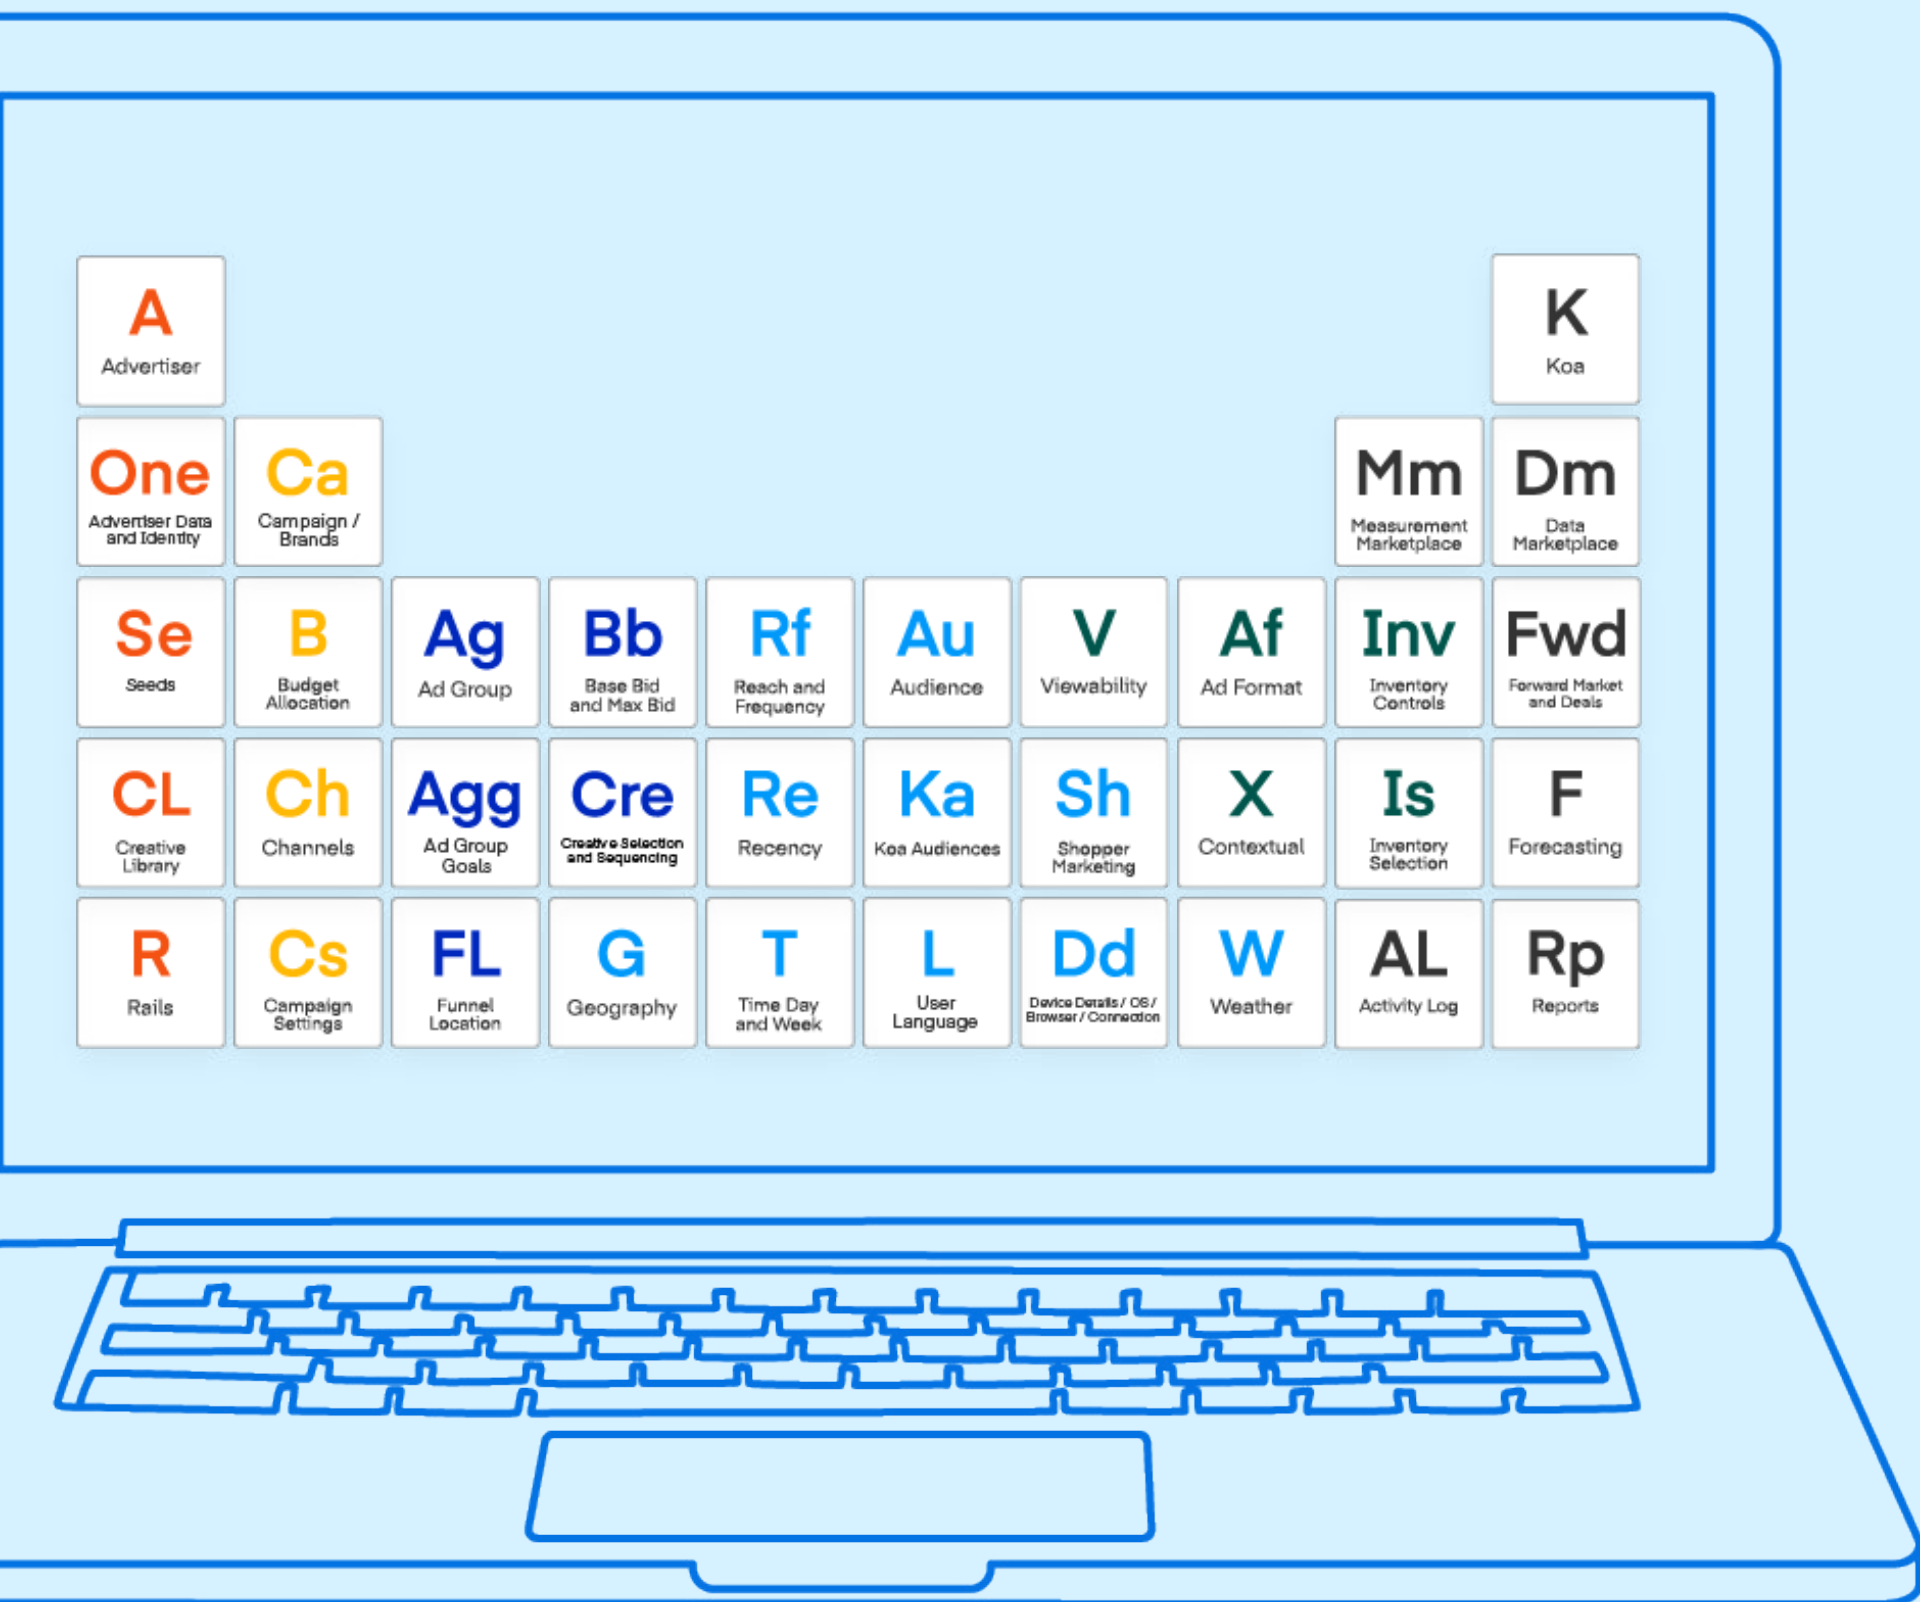 A
Advertiser
K
Koa
One
Advertiser Data
and Identity
Ca
Campaign /
Brands
Mm
Measurement
Marketplace
Dm
Data
Marketplace
Se
Seeds
B
Budget
Allocation
Ag
Ad Group
Bb
Base Bid
and Max Bid
Rf
Reach and
Frequency
Au
Audience
V
Viewability
Af
Ad Format
Inv
Inventory
Controls
Fwd
Forward Market
and Deals
CL
Creative
Library
Ch
Channels
Agg
Ad Group
Goals
Cre
Creative Selection
and Sequencing
Re
Recency
Ka
Koa Audiences
Sh
Shopper
Marketing
X
Contextual
Is
Inventory
Selection
F
Forecasting
R
Rails
Cs
Campaign
Settings
FL
Funnel
Location
G
Geography
T
Time Day
and Week
L
User
Language
Dd
Device Details / OS /
Browser / Connection
W
Weather
AL
Activity Log
Rp
Reports